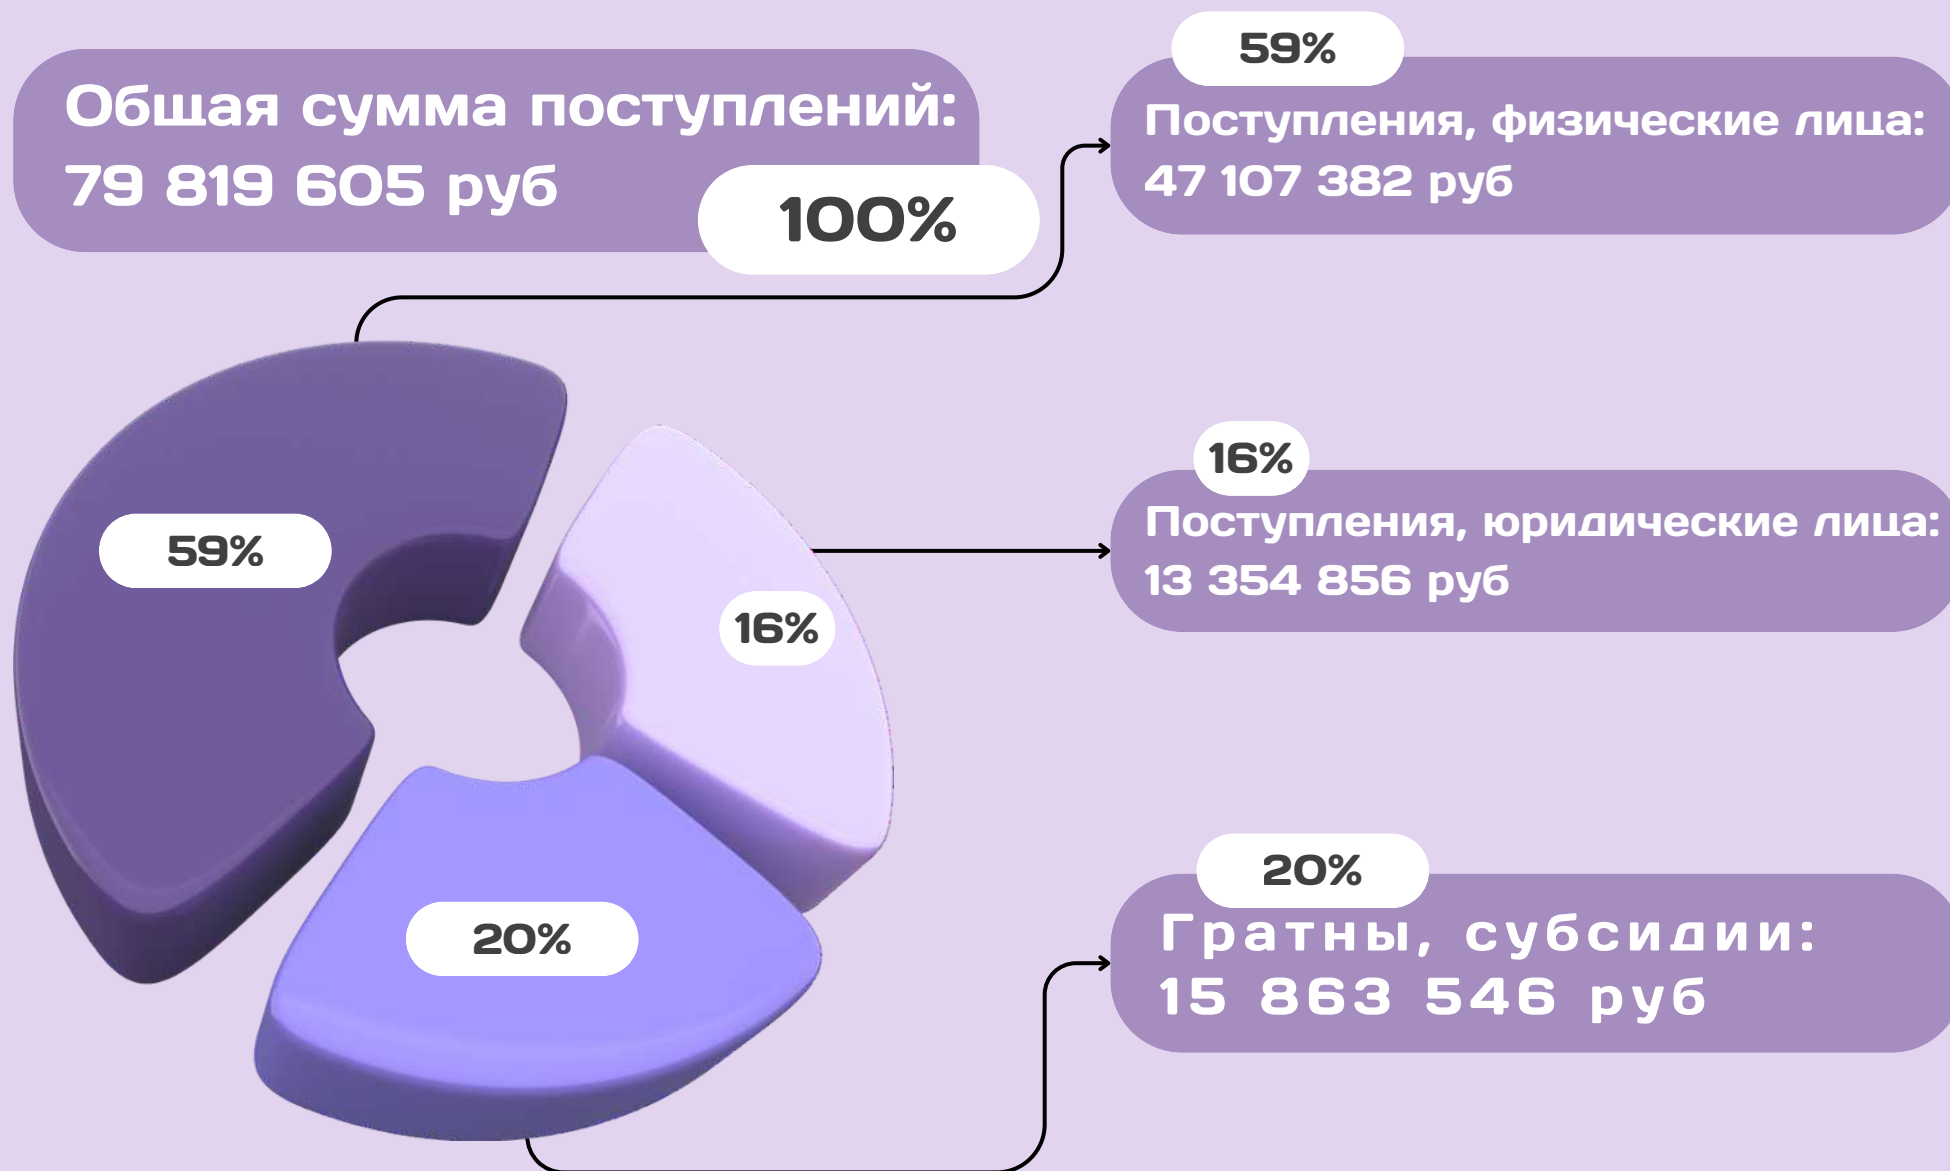 Общая сумма поступлений:
79 819 605 руб
100%
59%
Поступления, физические лица:
47 107 382 руб
16%
Поступления, юридические лица:
13 354 856 руб
20%
Гратны, субсидии:
15 863 546 руб
59%
16%
20%